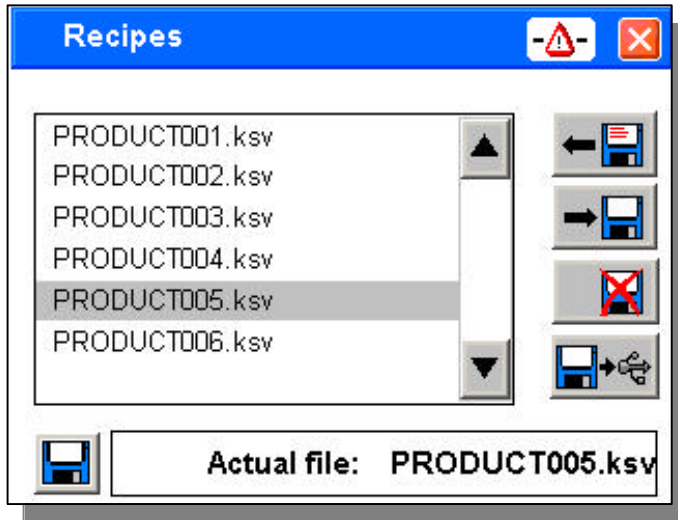 Recipes
PRODUCT001.ksv
PRODUCT002.ksv
PRODUCT003.ksv
PRODUCT004.ksv
PRODUCT005.ksv
PRODUCT006.ksv
Actual file: PRODUCT005.ksv